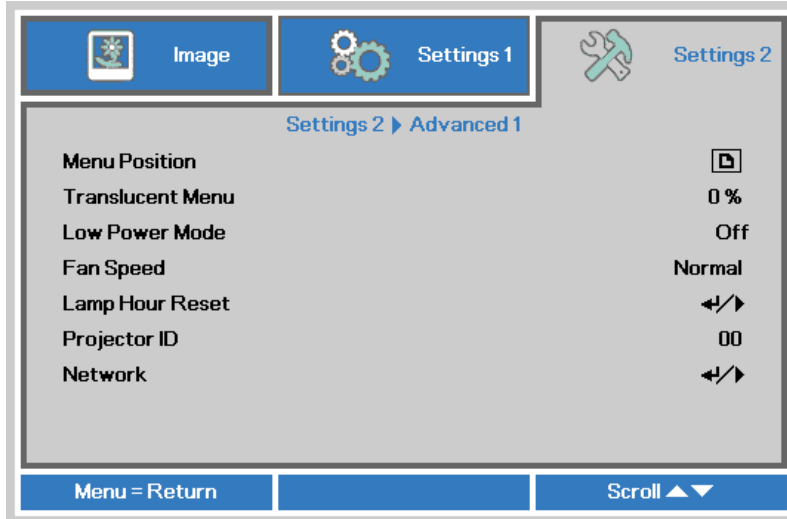 Image Settings 1 Settings 2
Settings 2 Advanced 1
Menu Position
Translucent Menu 0 %
Low Power Mode Off
Fan Speed Normal
Lamp Hour Reset
Projector ID 00
Network
Menu = Return Scroll